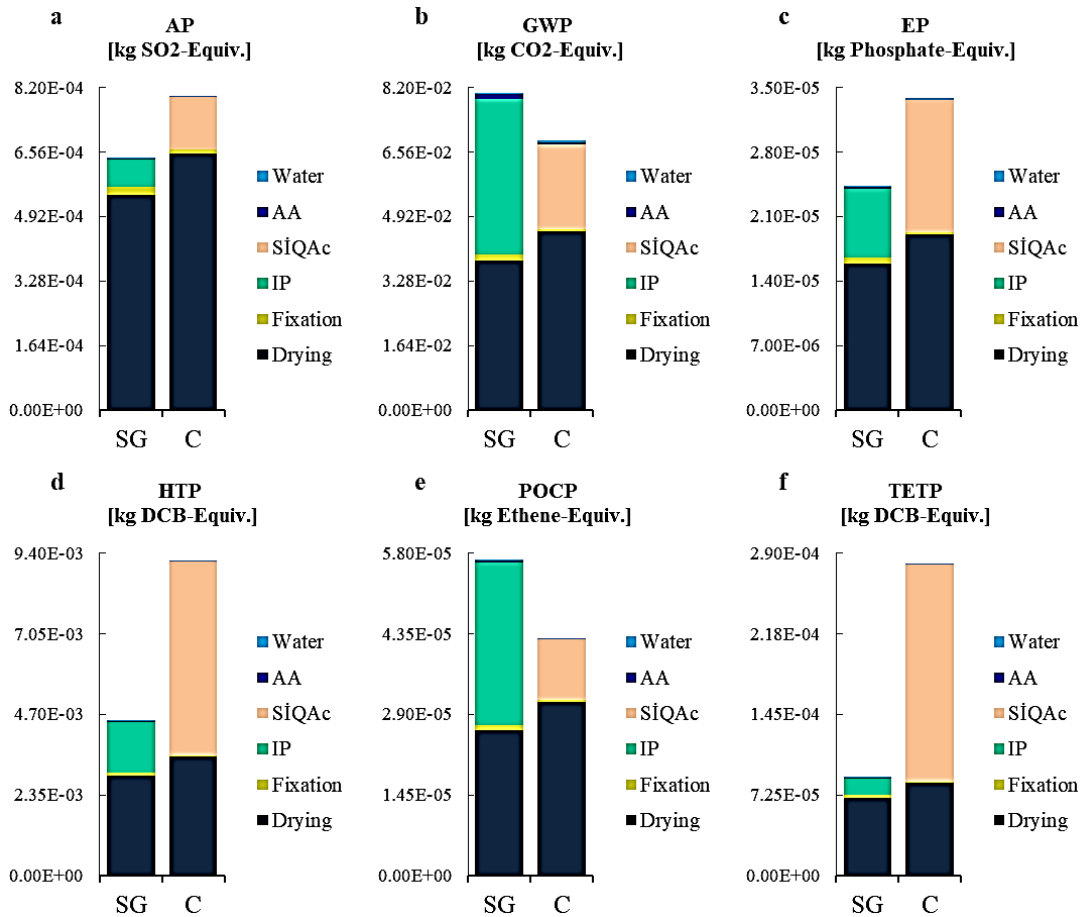 a
AP
[kg SO2-Equiv.]
8.20E-04
6.56E-04
4.92E-04
3.28E-04
1.64E-04
0.00E+00
SG
C
Water
AA
SİQAc
IP
Fixation
Drying
b
GWP
[kg CO2-Equiv.]
8.20E-02
6.56E-02
4.92E-02
3.28E-02
1.64E-02
0.00E+00
SG
C
Water
AA
SİQAc
IP
Fixation
Drying
c
EP
[kg Phosphate-Equiv.]
3.50E-05
2.80E-05
2.10E-05
1.40E-05
7.00E-06
0.00E+00
SG
C
Water
AA
SİQAc
IP
Fixation
Drying
d
HTP
[kg DCB-Equiv.]
9.40E-03
7.05E-03
4.70E-03
2.35E-03
0.00E+00
SG
C
Water
AA
SİQAc
IP
Fixation
Drying
e
POCP
[kg Ethene-Equiv.]
5.80E-05
4.35E-05
2.90E-05
1.45E-05
0.00E+00
SG
C
Water
AA
SİQAc
IP
Fixation
Drying
f
TETP
[kg DCB-Equiv.]
2.90E-04
2.18E-04
1.45E-04
7.25E-05
0.00E+00
SG
C
Water
AA
SİQAc
IP
Fixation
Drying